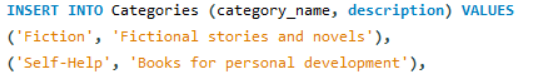 INSERT INTO Categories (category_name, description) VALUES
('Fiction', 'Fictional stories and novels'),
('Self-Help', 'Books for personal development'),